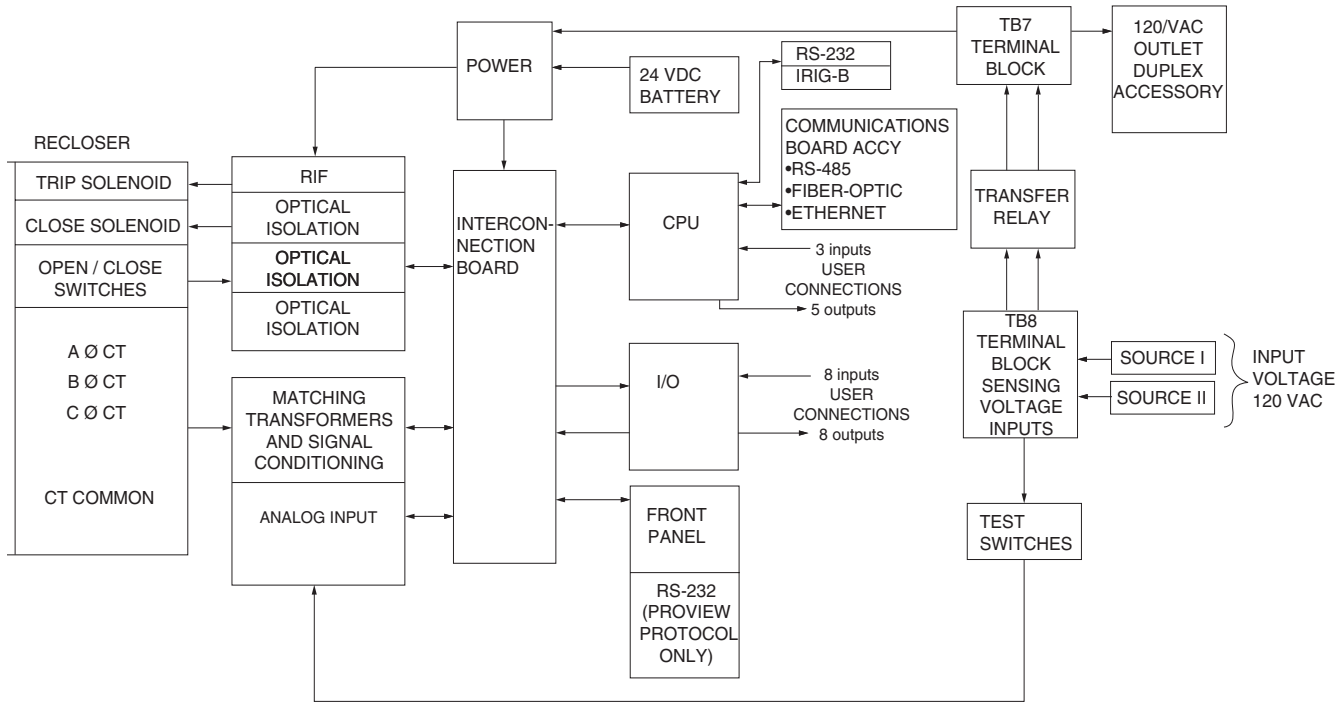 POWER
24 VDC
BATTERY
RS-232
IRIG-B
TB7
TERMINAL
BLOCK
120/VAC
OUTLET
DUPLEX
ACCESSORY
COMMUNICATIONS
BOARD ACCY
•RS-485
•FIBER-OPTIC
•ETHERNET
RECLOSER
TRIP SOLENOID
CLOSE SOLENOID
OPEN / CLOSE
SWITCHES
A Ø CT
B Ø CT
C Ø CT
CT COMMON
RIF
OPTICAL
ISOLATION
OPTICAL
ISOLATION
OPTICAL
ISOLATION
MATCHING
TRANSFORMERS
AND SIGNAL
CONDITIONING
ANALOG INPUT
INTERCON-
NECTION
BOARD
CPU
3 inputs
USER
CONNECTIONS
5 outputs
I/O
8 inputs
USER
CONNECTIONS
8 outputs
FRONT
PANEL
RS-232
(PROVIEW
PROTOCOL
ONLY)
TRANSFER
RELAY
TB8
TERMINAL
BLOCK
SENSING
VOLTAGE
INPUTS
SOURCE I
SOURCE II
INPUT
VOLTAGE
120 VAC
TEST
SWITCHES